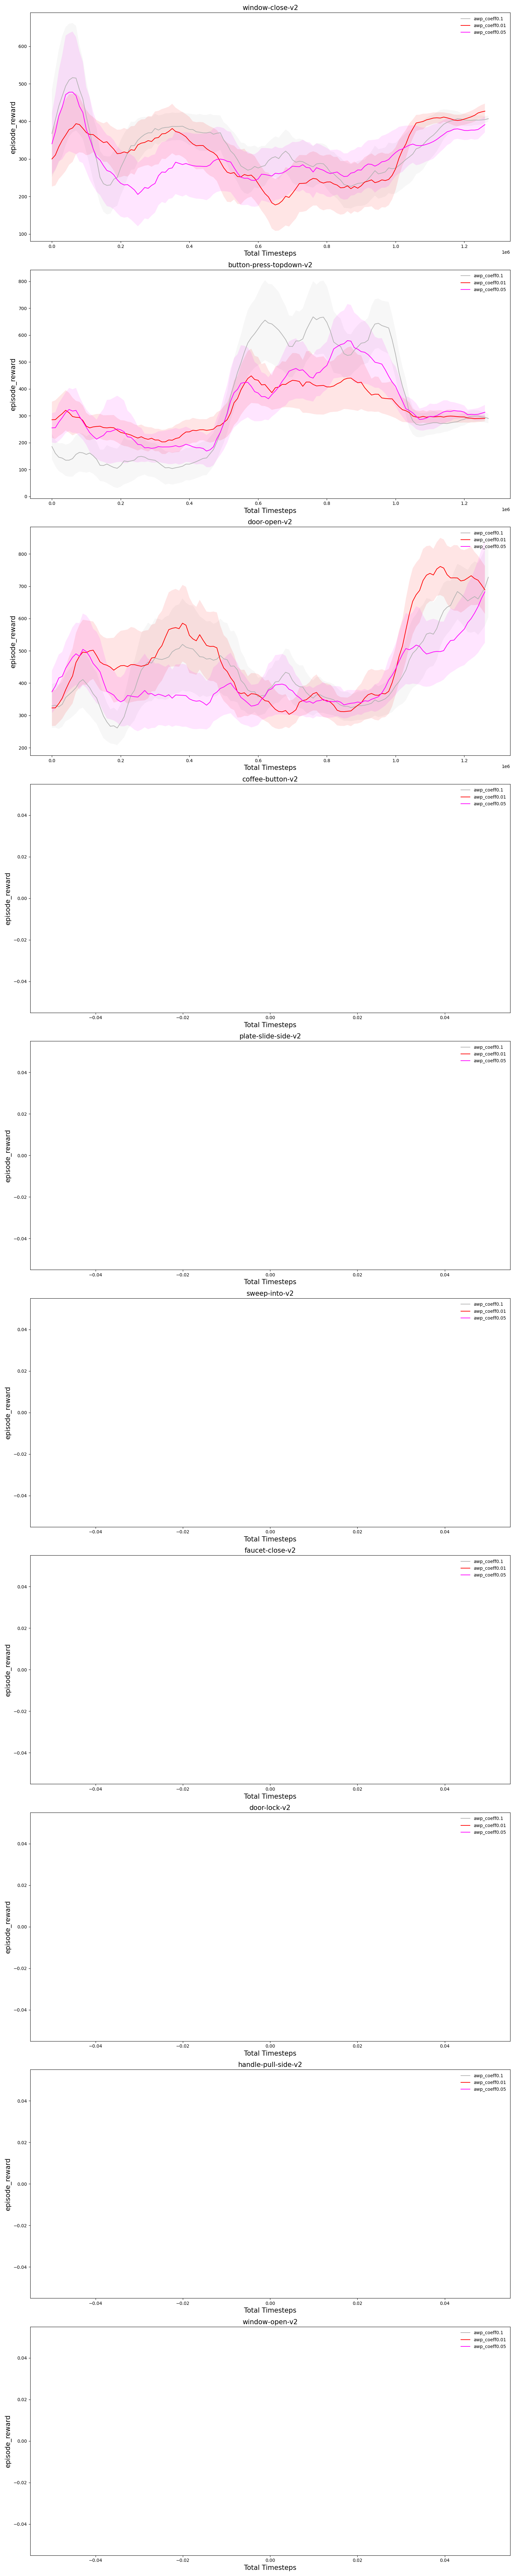 window-close-v2
awp_coeff0.1
awp_coeff0.01
awp_coeff0.05
600
500
400
300
200
100
episode_reward
0.0 0.2 0.4 0.6 0.8 1.0 1.2
1e6
Total Timesteps
button-press-topdown-v2
awp_coeff0.1
awp_coeff0.01
awp_coeff0.05
800
700
600
500
400
300
200
100
0
episode_reward
0.0 0.2 0.4 0.6 0.8 1.0 1.2
1e6
Total Timesteps
door-open-v2
awp_coeff0.1
awp_coeff0.01
awp_coeff0.05
800
700
600
500
400
300
200
episode_reward
0.0 0.2 0.4 0.6 0.8 1.0 1.2
1e6
Total Timesteps
coffee-button-v2
awp_coeff0.1
awp_coeff0.01
awp_coeff0.05
0.04
0.02
0.00
−0.02
−0.04
episode_reward
−0.04 −0.02 0.00 0.02 0.04
Total Timesteps
plate-slide-side-v2
awp_coeff0.1
awp_coeff0.01
awp_coeff0.05
0.04
0.02
0.00
−0.02
−0.04
episode_reward
−0.04 −0.02 0.00 0.02 0.04
Total Timesteps
sweep-into-v2
awp_coeff0.1
awp_coeff0.01
awp_coeff0.05
0.04
0.02
0.00
−0.02
−0.04
episode_reward
−0.04 −0.02 0.00 0.02 0.04
Total Timesteps
faucet-close-v2
awp_coeff0.1
awp_coeff0.01
awp_coeff0.05
0.04
0.02
0.00
−0.02
−0.04
episode_reward
−0.04 −0.02 0.00 0.02 0.04
Total Timesteps
door-lock-v2
awp_coeff0.1
awp_coeff0.01
awp_coeff0.05
0.04
0.02
0.00
−0.02
−0.04
episode_reward
−0.04 −0.02 0.00 0.02 0.04
Total Timesteps
handle-pull-side-v2
awp_coeff0.1
awp_coeff0.01
awp_coeff0.05
0.04
0.02
0.00
−0.02
−0.04
episode_reward
−0.04 −0.02 0.00 0.02 0.04
Total Timesteps
window-open-v2
awp_coeff0.1
awp_coeff0.01
awp_coeff0.05
0.04
0.02
0.00
−0.02
−0.04
episode_reward
−0.04 −0.02 0.00 0.02 0.04
Total Timesteps